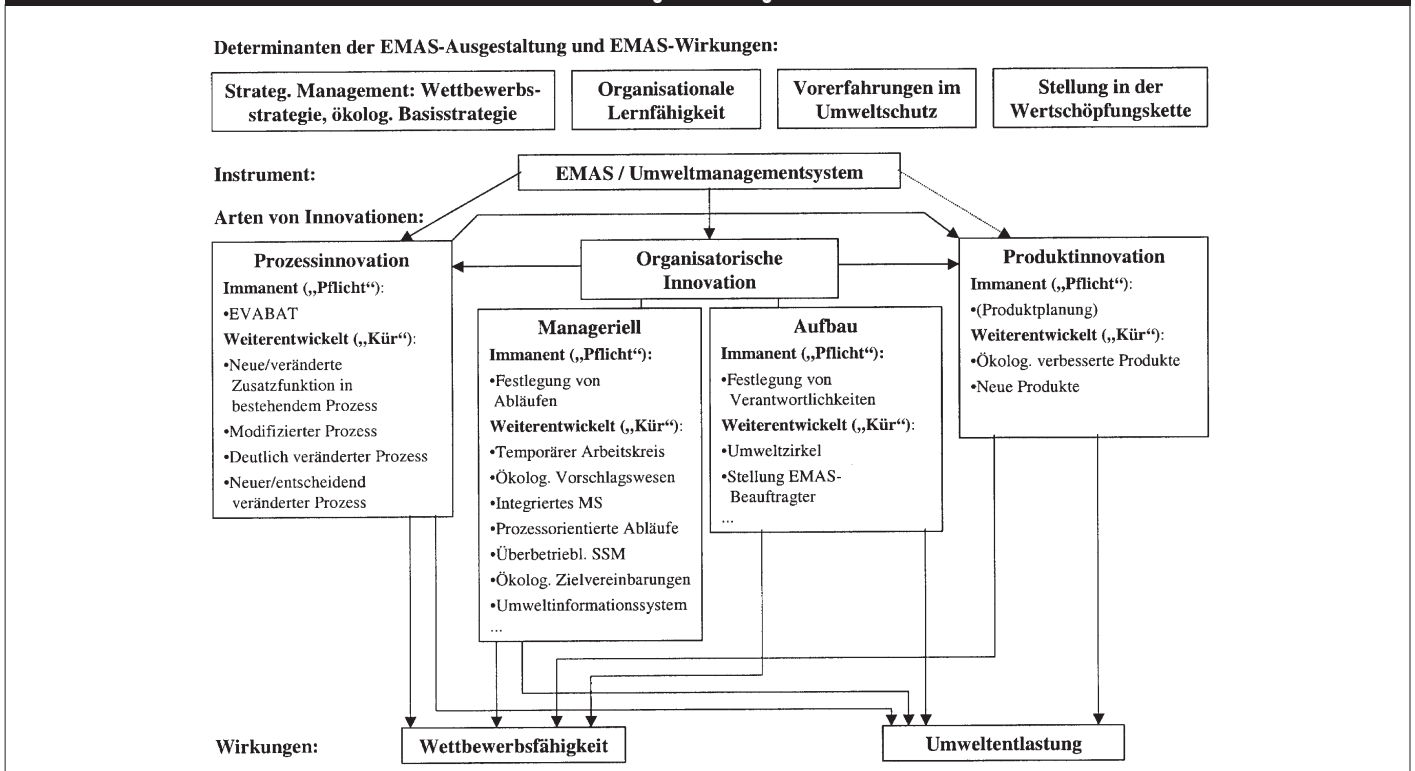 Determinanten der EMAS-Ausgestaltung und EMAS-Wirkungen:
Strateg. Management: Wettbewerbs-
strategie, ökolog. Basisstrategie
Organisationale
Lernfähigkeit
Vorerfahrungen im
Umweltschutz
Stellung in der
Wertschöpfungskette
Instrument:
EMAS / Umweltmanagementsystem
Arten von Innovationen:
Prozessinnovation
Immanent („Pflicht“):
•EVABAT
Weiterentwickelt („Kür“):
•Neue/veränderte
Zusatzfunktion in
bestehendem Prozess
•Modifizierter Prozess
•Deutlich veränderter Prozess
•Neuer/entscheidend
veränderter Prozess
Organisatorische
Innovation
Manageriell
Immanent („Pflicht“):
•Festlegung von
Abläufen
Weiterentwickelt („Kür“):
•Temporärer Arbeitskreis
•Ökolog. Vorschlagswesen
•Integriertes MS
•Prozessorientierte Abläufe
•Überbetriebl. SSM
•Ökolog. Zielvereinbarungen
•Umweltinformationssystem
...
Aufbau
Immanent („Pflicht“):
•Festlegung von
Verantwortlichkeiten
Weiterentwickelt („Kür“):
•Umweltzirkel
•Stellung EMAS-
Beauftragter
...
Produktinnovation
Immanent („Pflicht“):
•(Produktplanung)
Weiterentwickelt („Kür“):
•Ökolog. verbesserte Produkte
•Neue Produkte
Wirkungen:
Wettbewerbsfähigkeit
Umweltentlastung